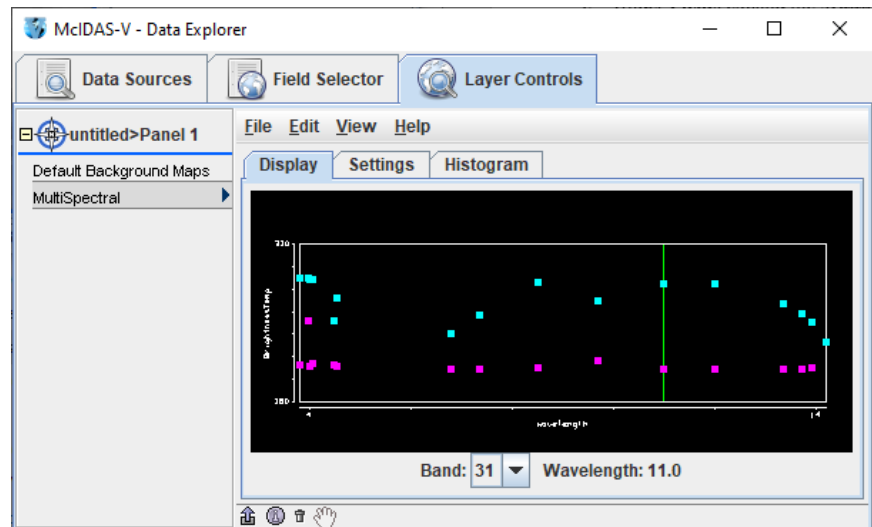 McIDAS-V - Data Explorer
Data Sources Field Selector Layer Controls
untitled>Panel 1
File Edit View Help
Default Background Maps
MultiSpectral
Display Settings Histogram
BrightnessTemp
wavelength
4
14
Band: 31 Wavelength: 11.0